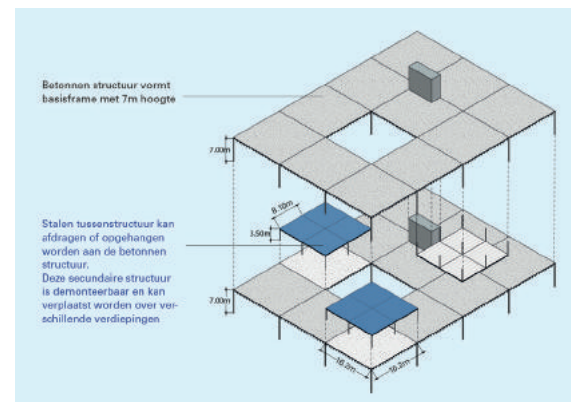 Betonnen structuur vormt
basisframe met 7m hoogte
7.00m
Stalen tussenstructuur kan
afdragen of opgehangen
worden aan de betonnen
structuur.
Deze secundaire structuur
is demonteerbaar en kan
verplaatst worden over ver-
schillende verdiepingen
8.10m
3.50m
7.00m
16.2m
16.2m